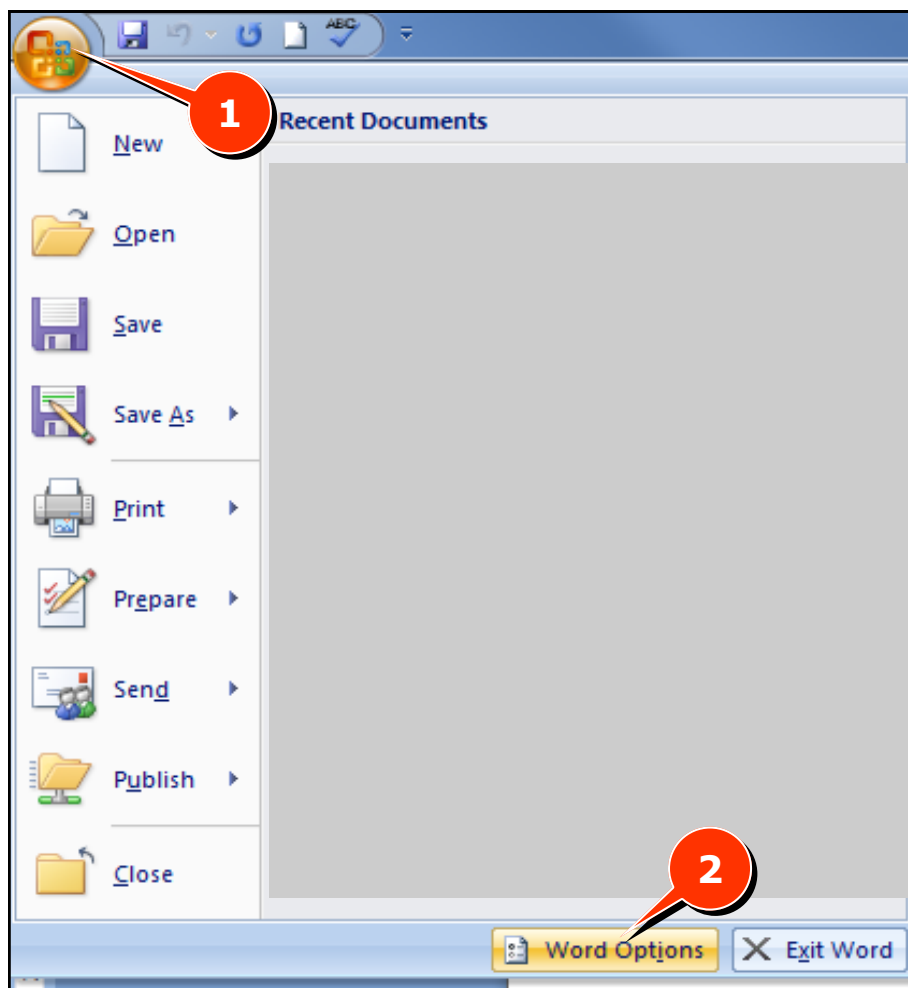 ABC
1
Recent Documents
New
Open
Save
Save As
Print
Prepare
Send
Publish
Close
2
Word Options
Exit Word